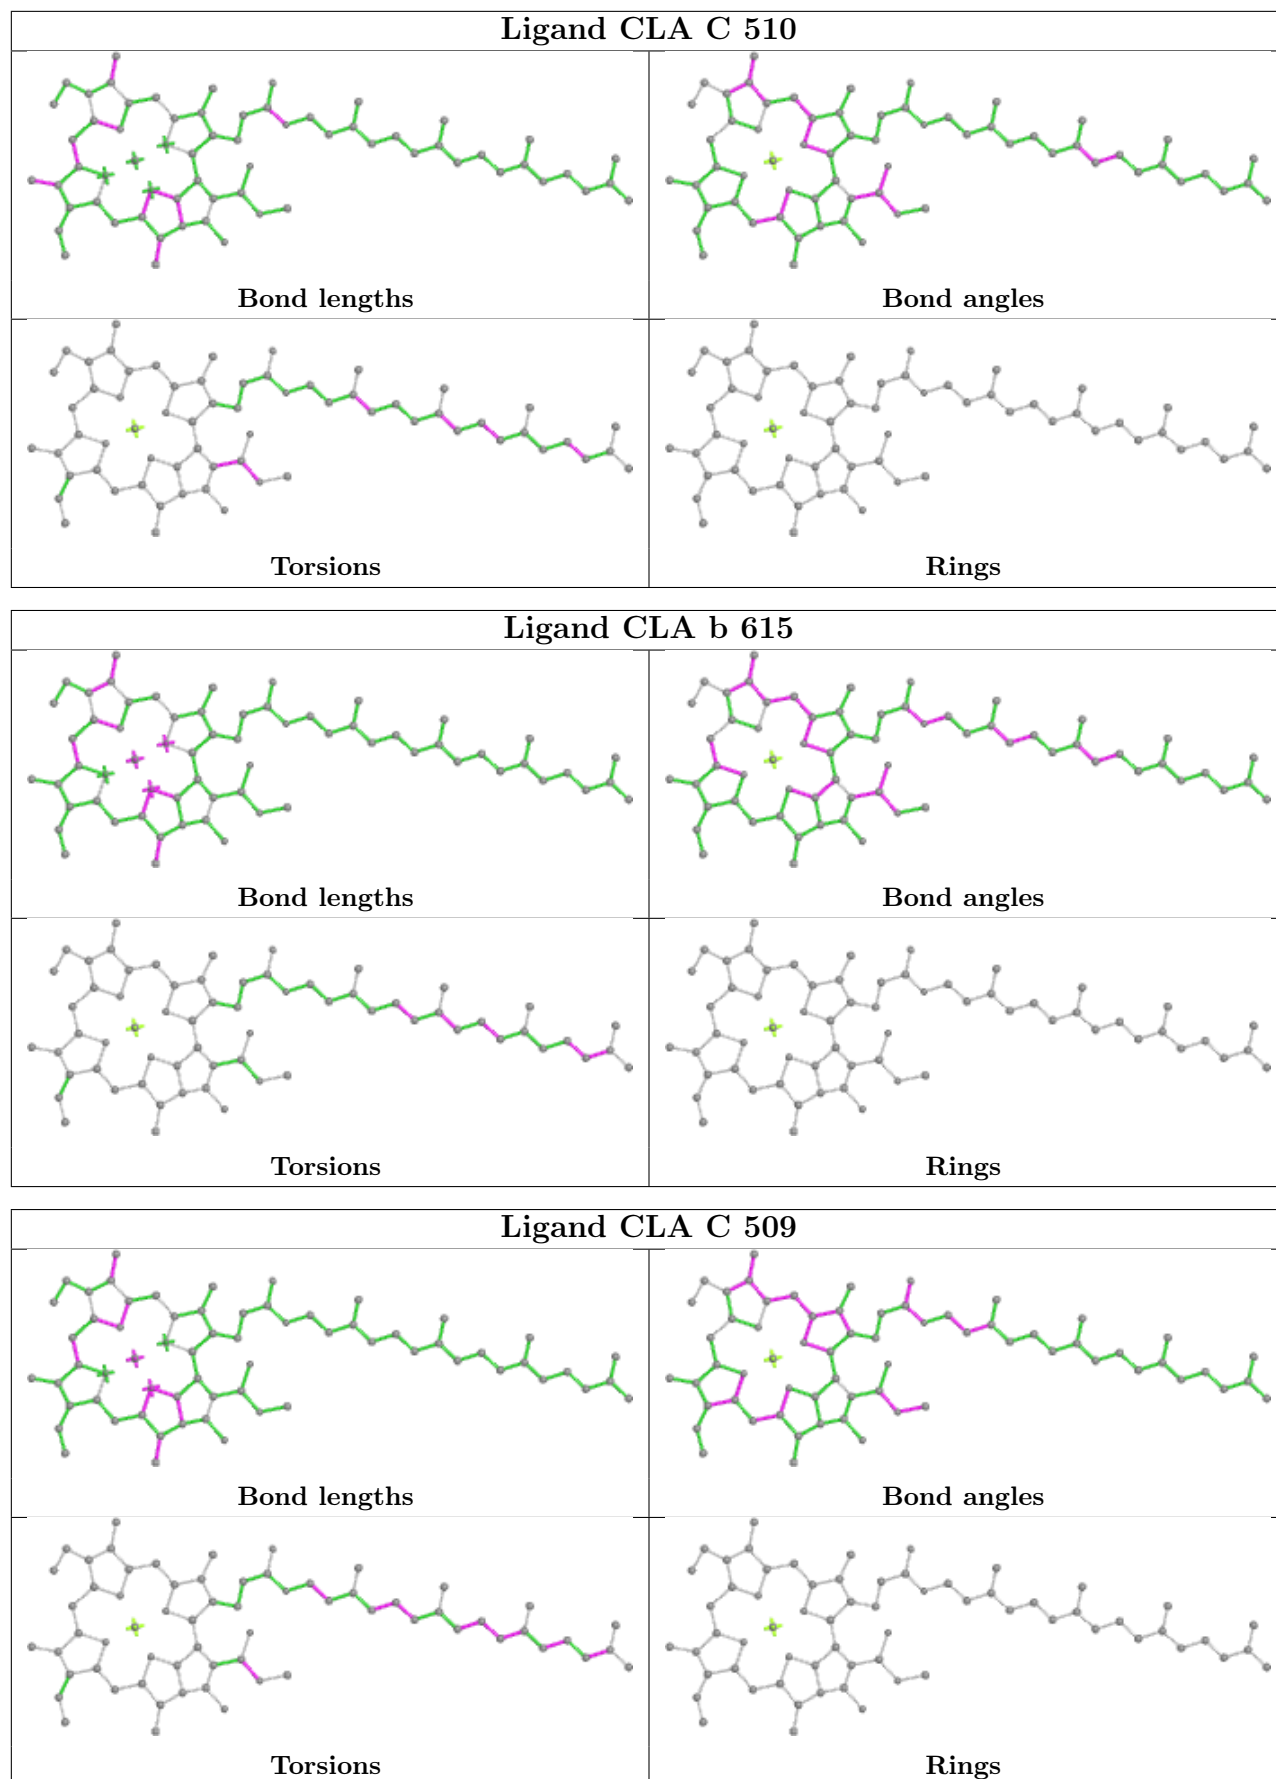 Ligand CLA C 510
Bond lengths
Bond angles
Torsions
Rings
Ligand CLA b 615
Bond lengths
Bond angles
Torsions
Rings
Ligand CLA C 509
Bond lengths
Bond angles
Torsions
Rings